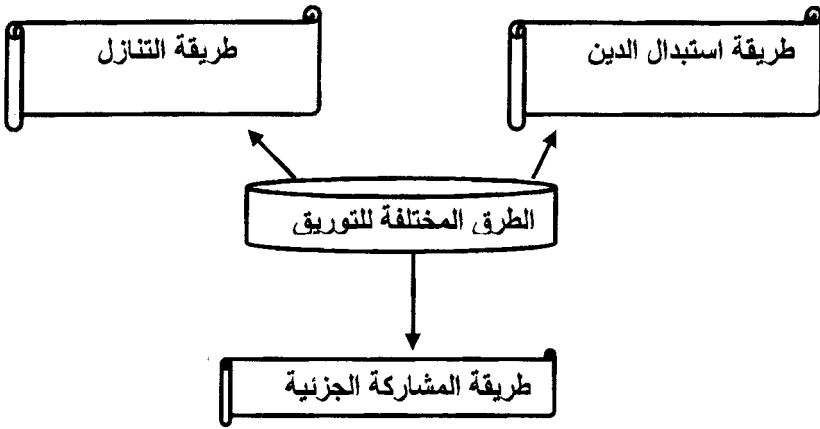 طريقة استبدال الدين
طريقة التنازل
الطرق المختلفة للتوريق
طريقة المشاركة الجزئية